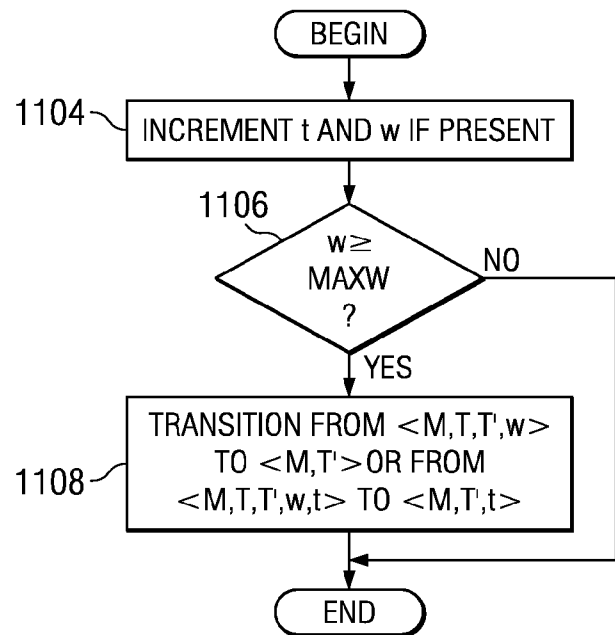 BEGIN
1104
INCREMENT t AND w IF PRESENT
1106
w≥
MAXW
?
NO
YES
TRANSITION FROM <M,T,T',w>
TO <M,T'> OR FROM
<M,T,T',w,t> TO <M,T',t>
1108
END